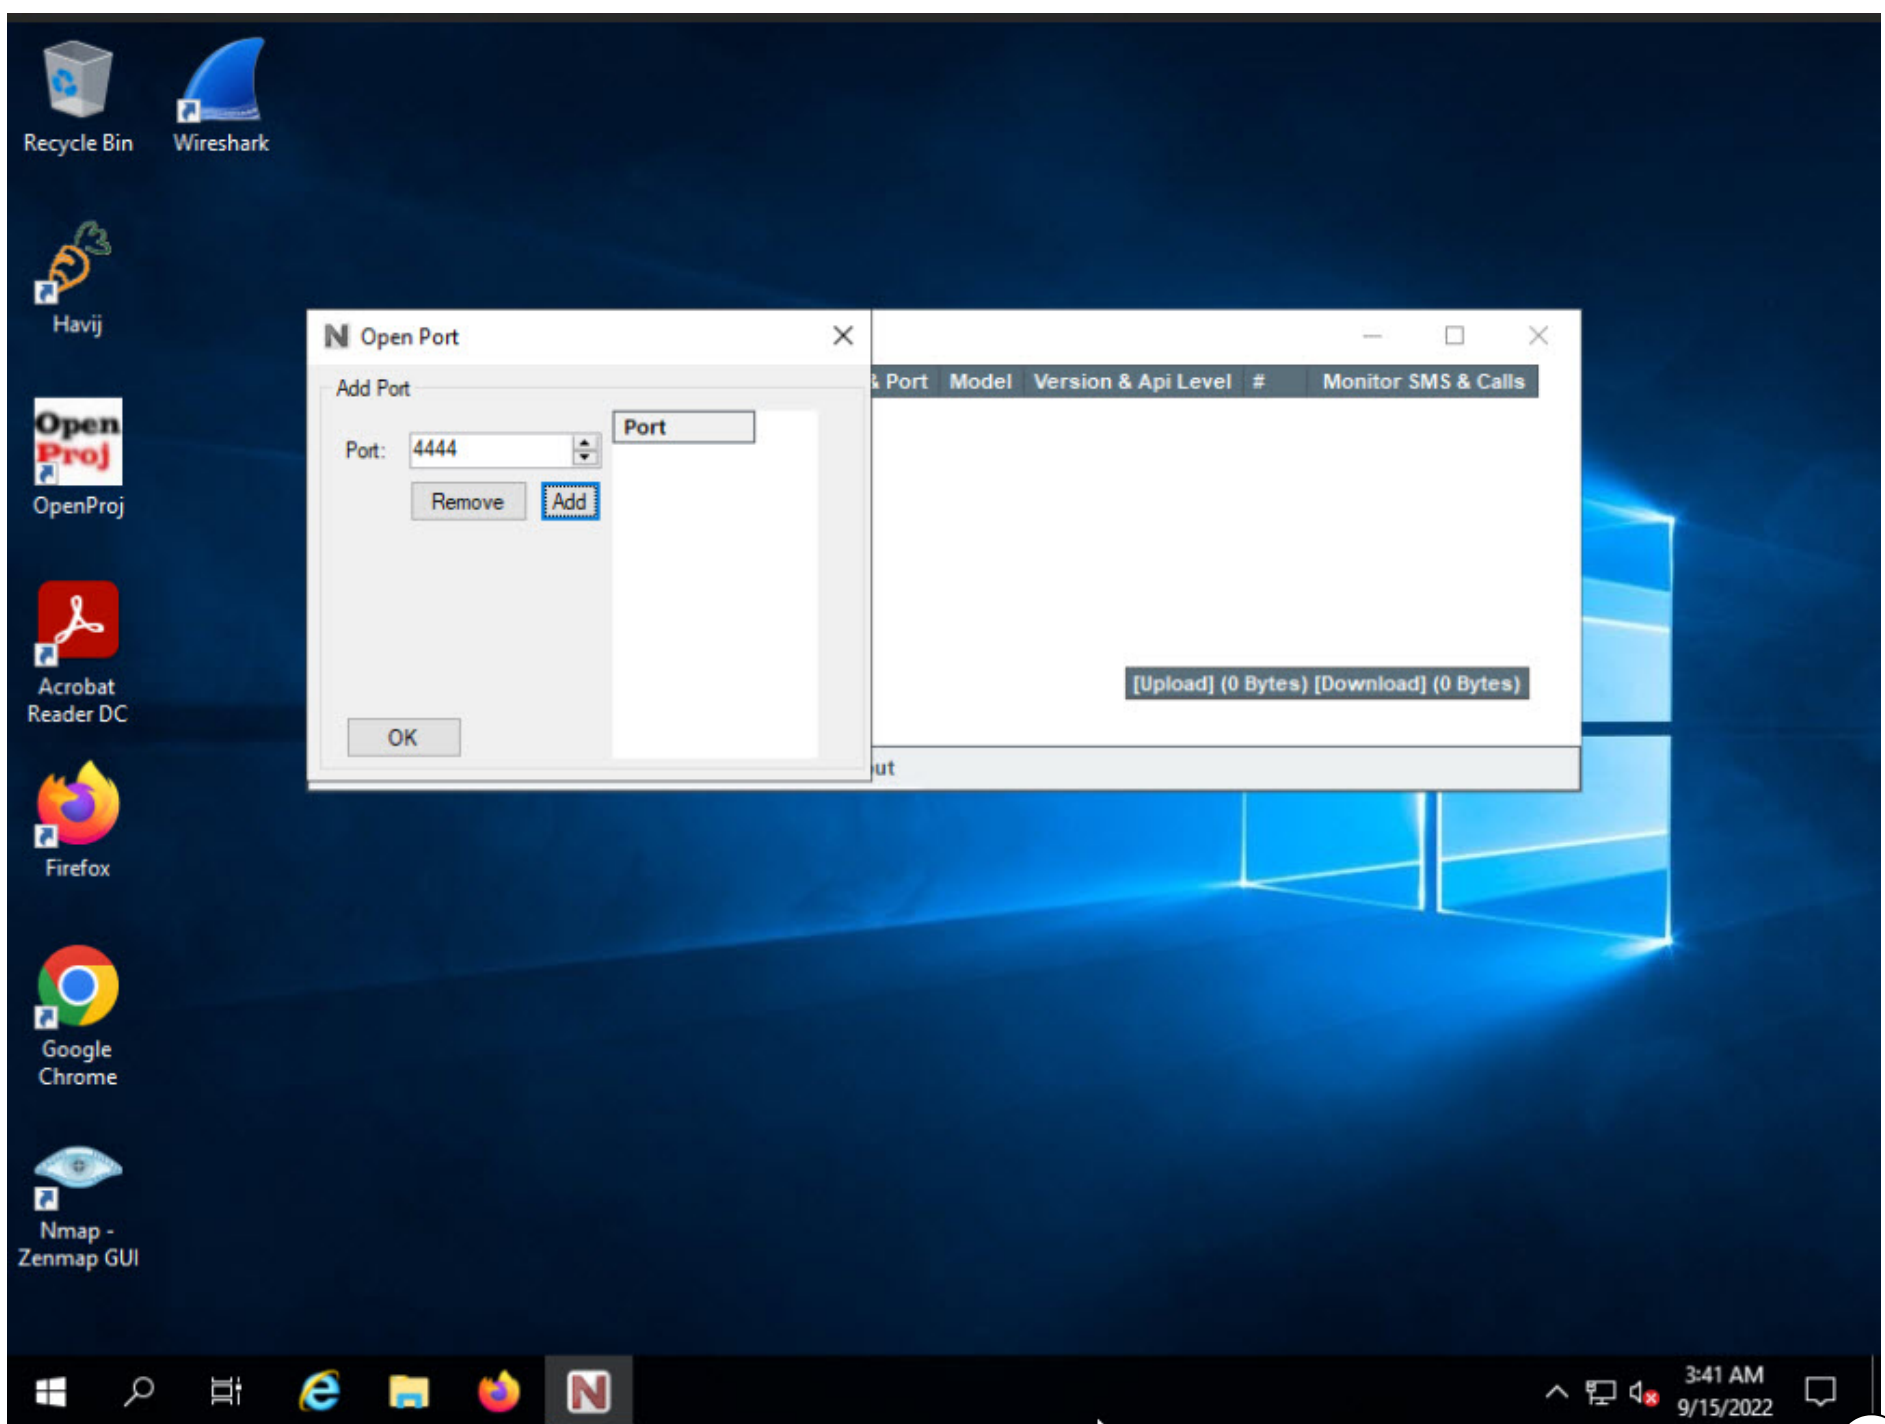 Recycle Bin
Wireshark
Havij
Open
Proj
OpenProj
Acrobat
Reader DC
Firefox
Google
Chrome
Nmap -
Zenmap GUI
N Open Port
Add Port
Port: 4444
Remove
Add
Port
OK
& Port Model Version & Api Level # Monitor SMS & Calls
[Upload] (0 Bytes) [Download] (0 Bytes)
out
N
3:41 AM
9/15/2022